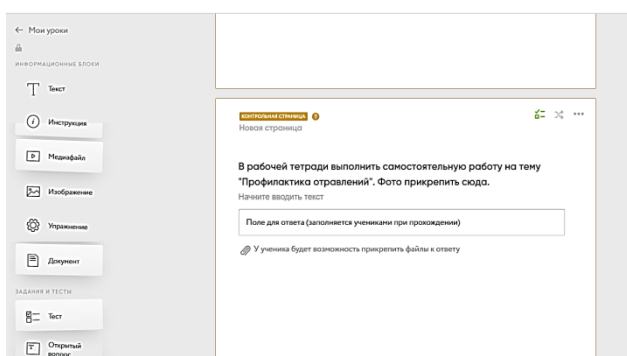 ← Мои уроки
ИНФОРМАЦИОННЫЕ БЛОКИ
Текст
Инструкция
Медиафайл
Изображение
Упражнение
Документ
ЗАДАНИЯ И ТЕСТЫ
Тест
Открытый
вопрос
КОНТРОЛЬНАЯ СТРАНИЦА
Новая страница
В рабочей тетради выполнить самостоятельную работу на тему
"Профилактика отравлений". Фото прикрепить сюда.
Начните вводить текст
Поле для ответа (заполняется учениками при прохождении)
У ученика будет возможность прикрепить файлы к ответу